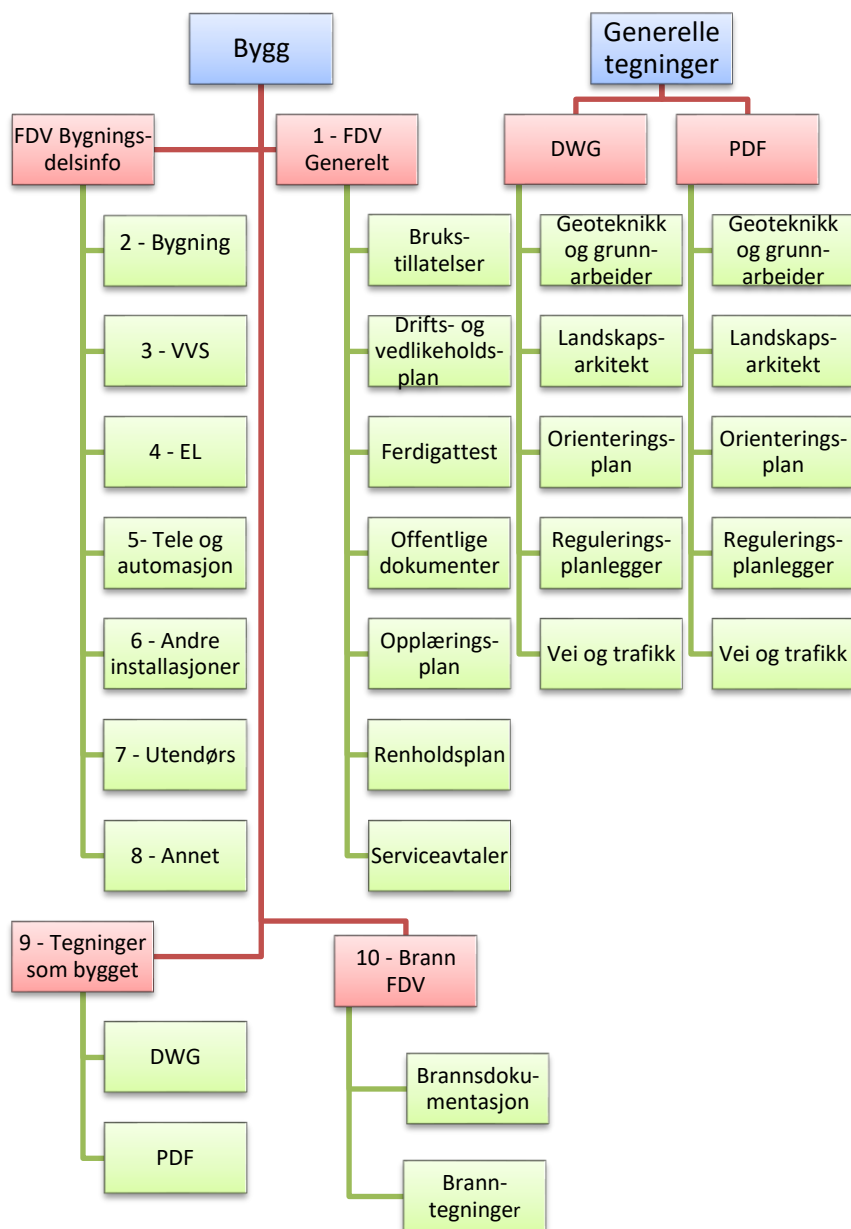 Bygg
FDV Bygnings-
delsinfo
2 - Bygning
3 - VVS
4 - EL
5- Tele og
automasjon
6 - Andre
installasjoner
7 - Utendørs
8 - Annet
1 - FDV
Generelt
Bruks-
tillatelser
Drifts- og
vedlikeholds-
plan
Ferdigattest
Offentlige
dokumenter
Opplærings-
plan
Renholdsplan
Serviceavtaler
9 - Tegninger
som bygget
DWG
PDF
10 - Brann
FDV
Brannsdoku-
mentasjon
Brann-
tegninger
Generelle
tegninger
DWG
Geoteknikk
og grunn-
arbeider
Landskaps-
arkitekt
Orienterings-
plan
Regulerings-
planlegger
Vei og trafikk
PDF
Geoteknikk
og grunn-
arbeider
Landskaps-
arkitekt
Orienterings-
plan
Regulerings-
planlegger
Vei og trafikk